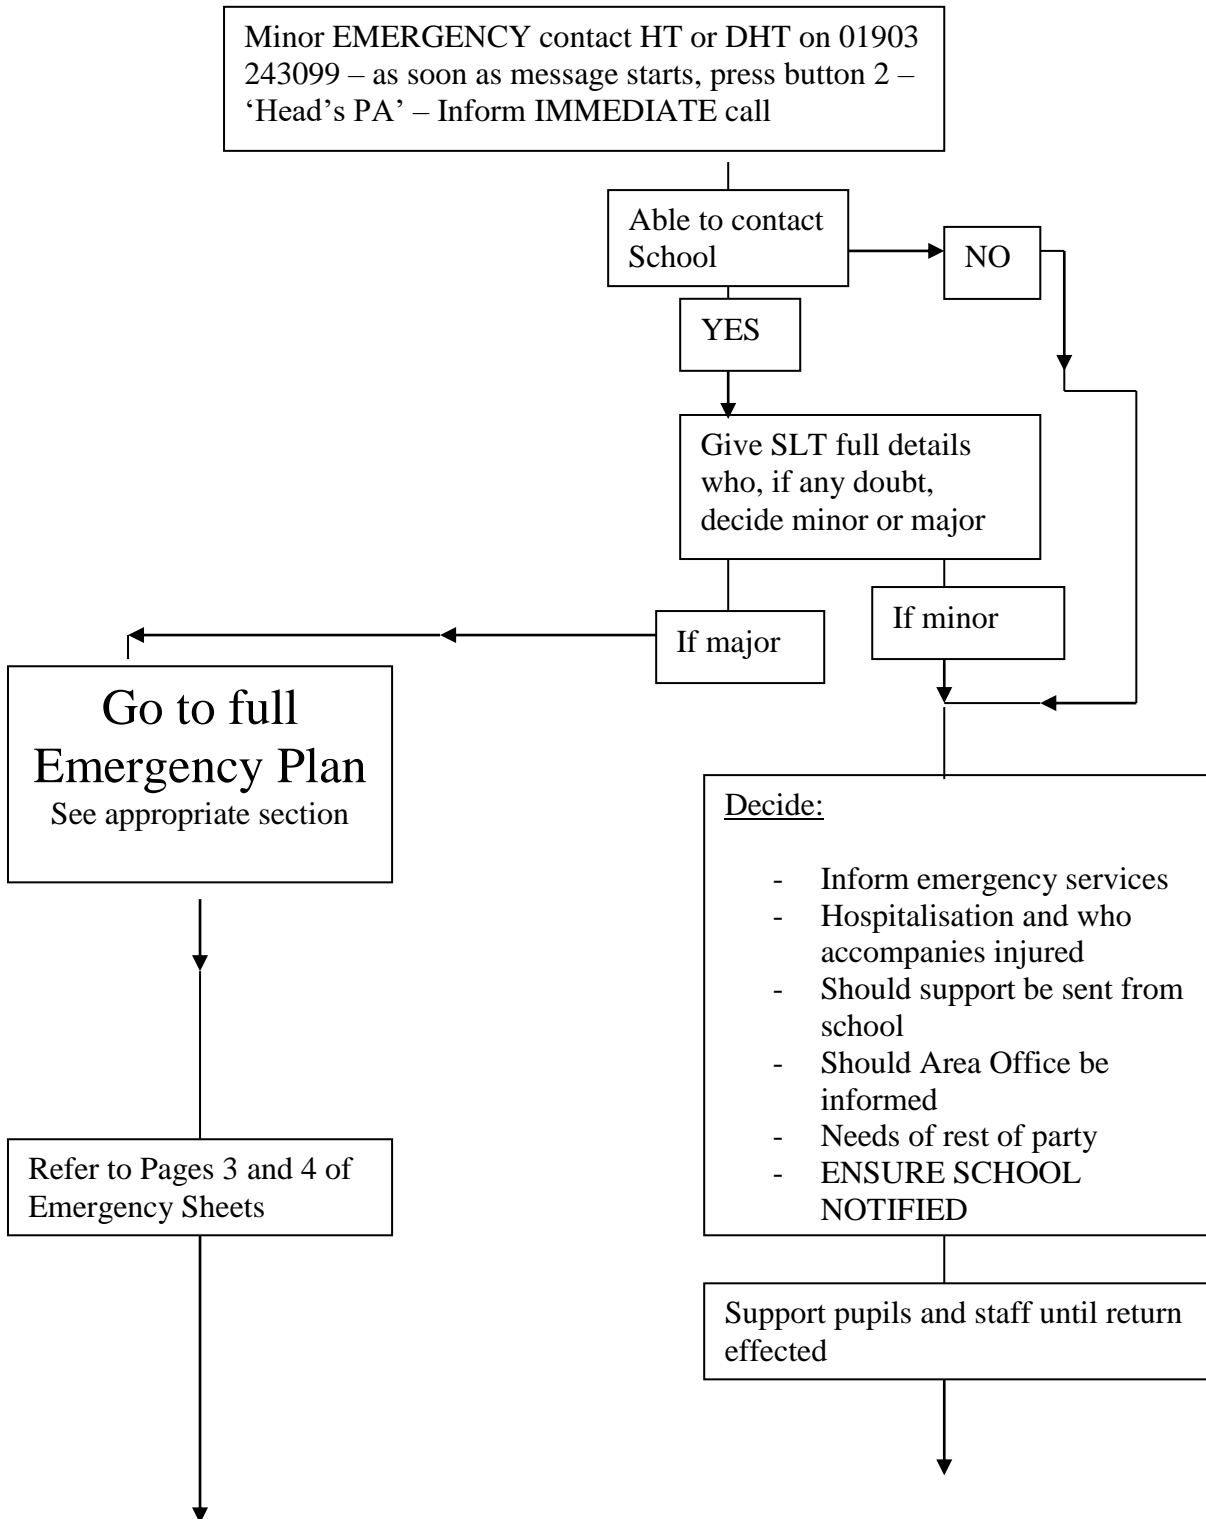 Minor EMERGENCY contact HT or DHT on 01903
243099 – as soon as message starts, press button 2 –
‘Head’s PA’ – Inform IMMEDIATE call
Able to contact
School
NO
YES
Give SLT full details
who, if any doubt,
decide minor or major
If minor
If major
Go to full
Emergency Plan
See appropriate section
Decide:
- Inform emergency services
- Hospitalisation and who
accompanies injured
- Should support be sent from
school
- Should Area Office be
informed
- Needs of rest of party
- ENSURE SCHOOL
NOTIFIED
Refer to Pages 3 and 4 of
Emergency Sheets
Support pupils and staff until return
effected